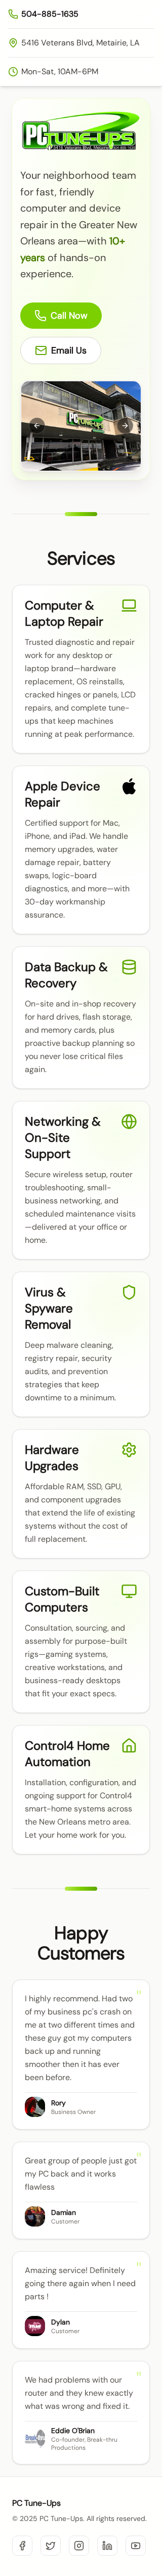 504-885-1635
5416 Veterans Blvd, Metairie, LA
Mon-Sat, 10AM-6PM
PC TUNE-UPS
5416 Veterans Blvd, Metairie, LA
Your neighborhood team
for fast, friendly
computer and device
repair in the Greater New
Orleans area—with 10+
years of hands-on
experience.
Call Now
Email Us
Services
Computer &
Laptop Repair
Trusted diagnostic and repair
work for any desktop or
laptop brand—hardware
replacement, OS reinstalls,
cracked hinges or panels, LCD
repairs, and complete tune-
ups that keep machines
running at peak performance.
Apple Device
Repair
Certified support for Mac,
iPhone, and iPad. We handle
memory upgrades, water
damage repair, battery
swaps, logic-board
diagnostics, and more—with
30-day workmanship
assurance.
Data Backup &
Recovery
On-site and in-shop recovery
for hard drives, flash storage,
and memory cards, plus
proactive backup planning so
you never lose critical files
again.
Networking &
On-Site
Support
Secure wireless setup, router
troubleshooting, small-
business networking, and
scheduled maintenance visits
—delivered at your office or
home.
Virus &
Spyware
Removal
Deep malware cleaning,
registry repair, security
audits, and prevention
strategies that keep
downtime to a minimum.
Hardware
Upgrades
Affordable RAM, SSD, GPU,
and component upgrades
that extend the life of existing
systems without the cost of
full replacement.
Custom-Built
Computers
Consultation, sourcing, and
assembly for purpose-built
rigs—gaming systems,
creative workstations, and
business-ready desktops
that fit your exact specs.
Control4 Home
Automation
Installation, configuration, and
ongoing support for Control4
smart-home systems across
the New Orleans metro area.
Let your home work for you.
Happy
Customers
"
I highly recommend. Had two
of my business pc's crash on
me at two different times and
these guy got my computers
back up and running
smoother then it has ever
been before.
Rory
Business Owner
"
Great group of people just got
my PC back and it works
flawless
Damian
Customer
"
Amazing service! Definitely
going there again when I need
parts !
Dylan
Customer
"
We had problems with our
router and they knew exactly
what was wrong and fixed it.
Eddie O'Brian
Co-founder, Break-thru
Productions
PC Tune-Ups
© 2025 PC Tune-Ups. All rights reserved.